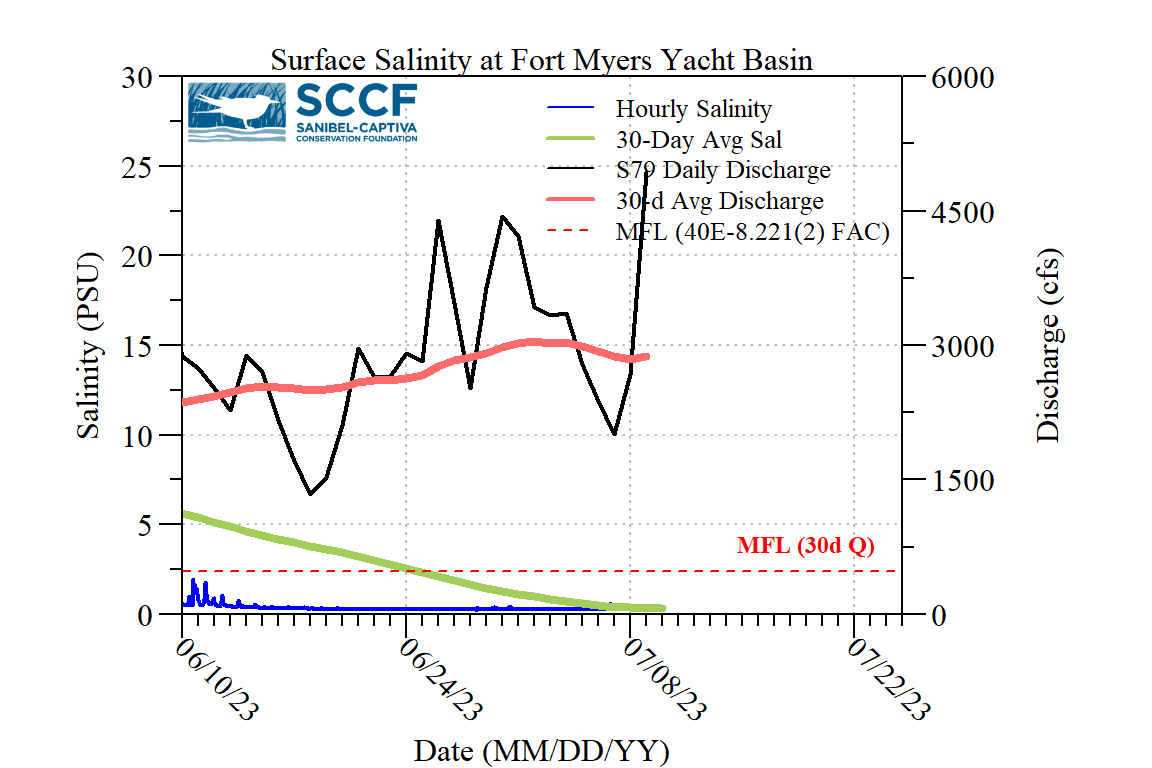 Surface Salinity at Fort Myers Yacht Basin
SCCF
SANIBEL-CAPTIVA
CONSERVATION FOUNDATION
Hourly Salinity
30-Day Avg Sal
S79 Daily Discharge
30-d Avg Discharge
MFL (40E-8.221(2) FAC)
Salinity (PSU)
30
25
20
15
10
5
0
Discharge (cfs)
6000
4500
3000
1500
0
MFL (30d Q)
06/10/23
06/24/23
07/08/23
07/22/23
Date (MM/DD/YY)